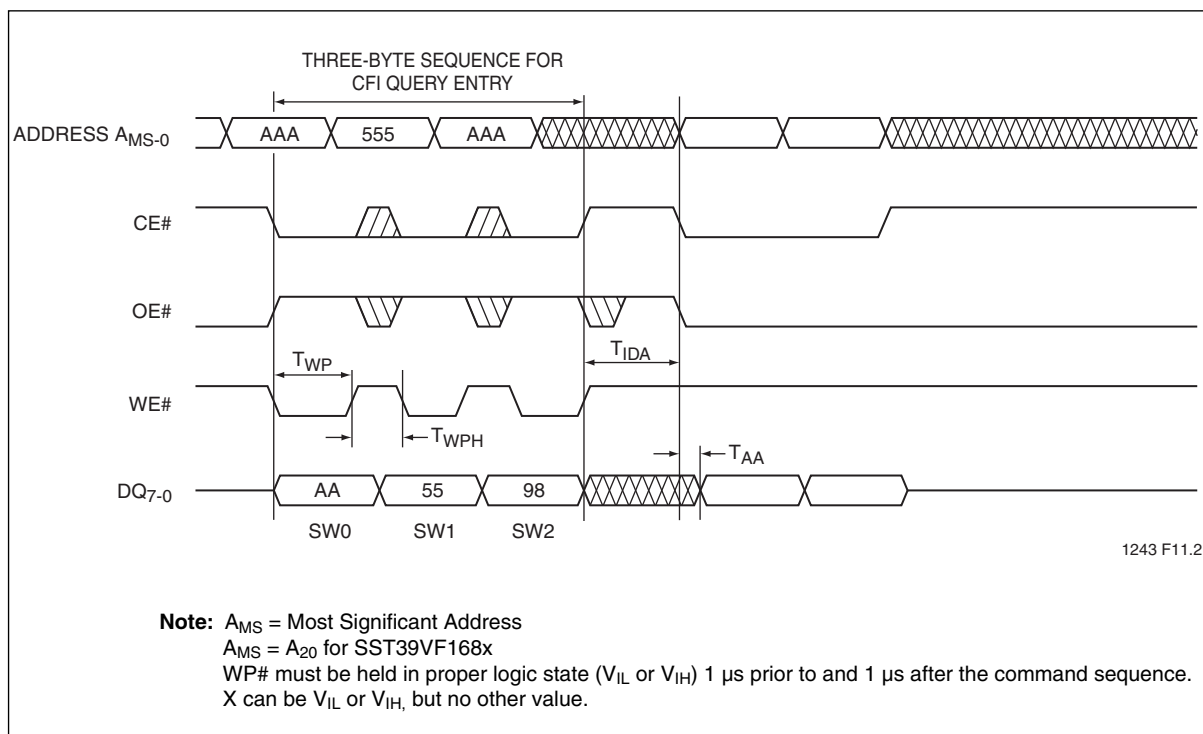 THREE-BYTE SEQUENCE FOR
CFI QUERY ENTRY
ADDRESS AMS-0
AAA 555 AAA
CE#
OE#
TWP
TIDA
WE#
TWPH
TAA
DQ7-0
AA 55 98
SW0 SW1 SW2
1243 F11.2
Note: AMS = Most Significant Address
AMS = A20 for SST39VF168x
WP# must be held in proper logic state (VIL or VIH) 1 µs prior to and 1 µs after the command sequence.
X can be VIL or VIH, but no other value.